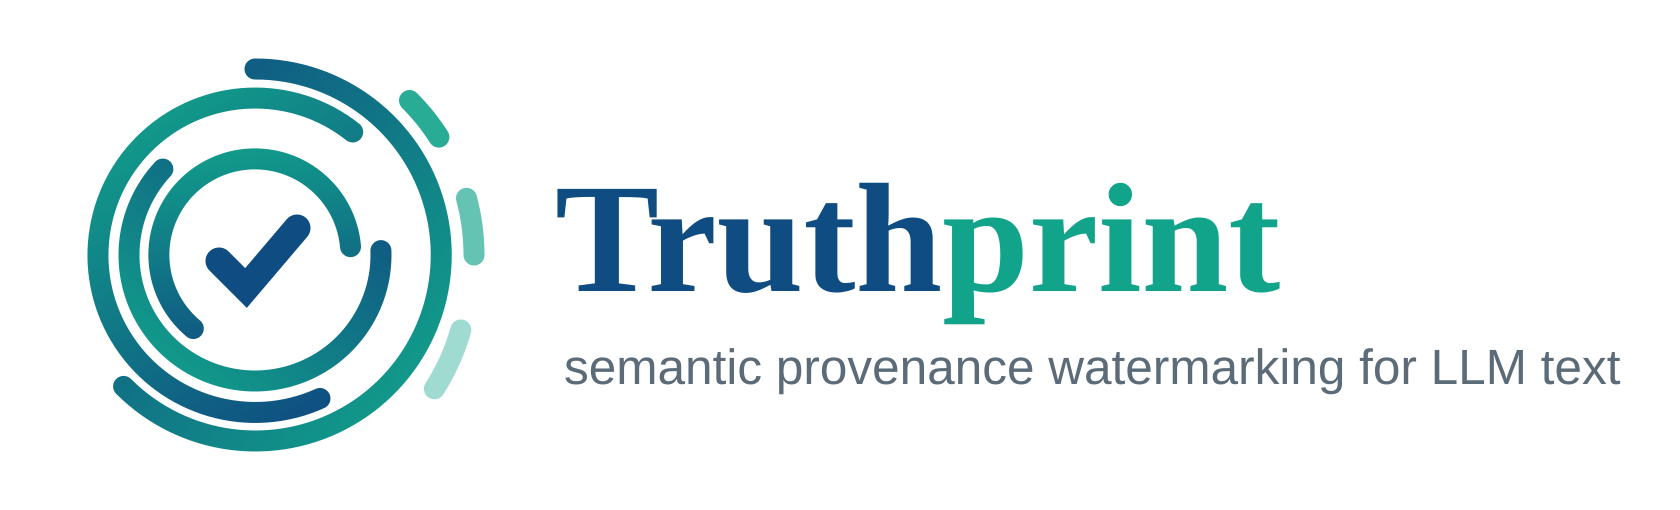 Truthprint
semantic provenance watermarking for LLM text